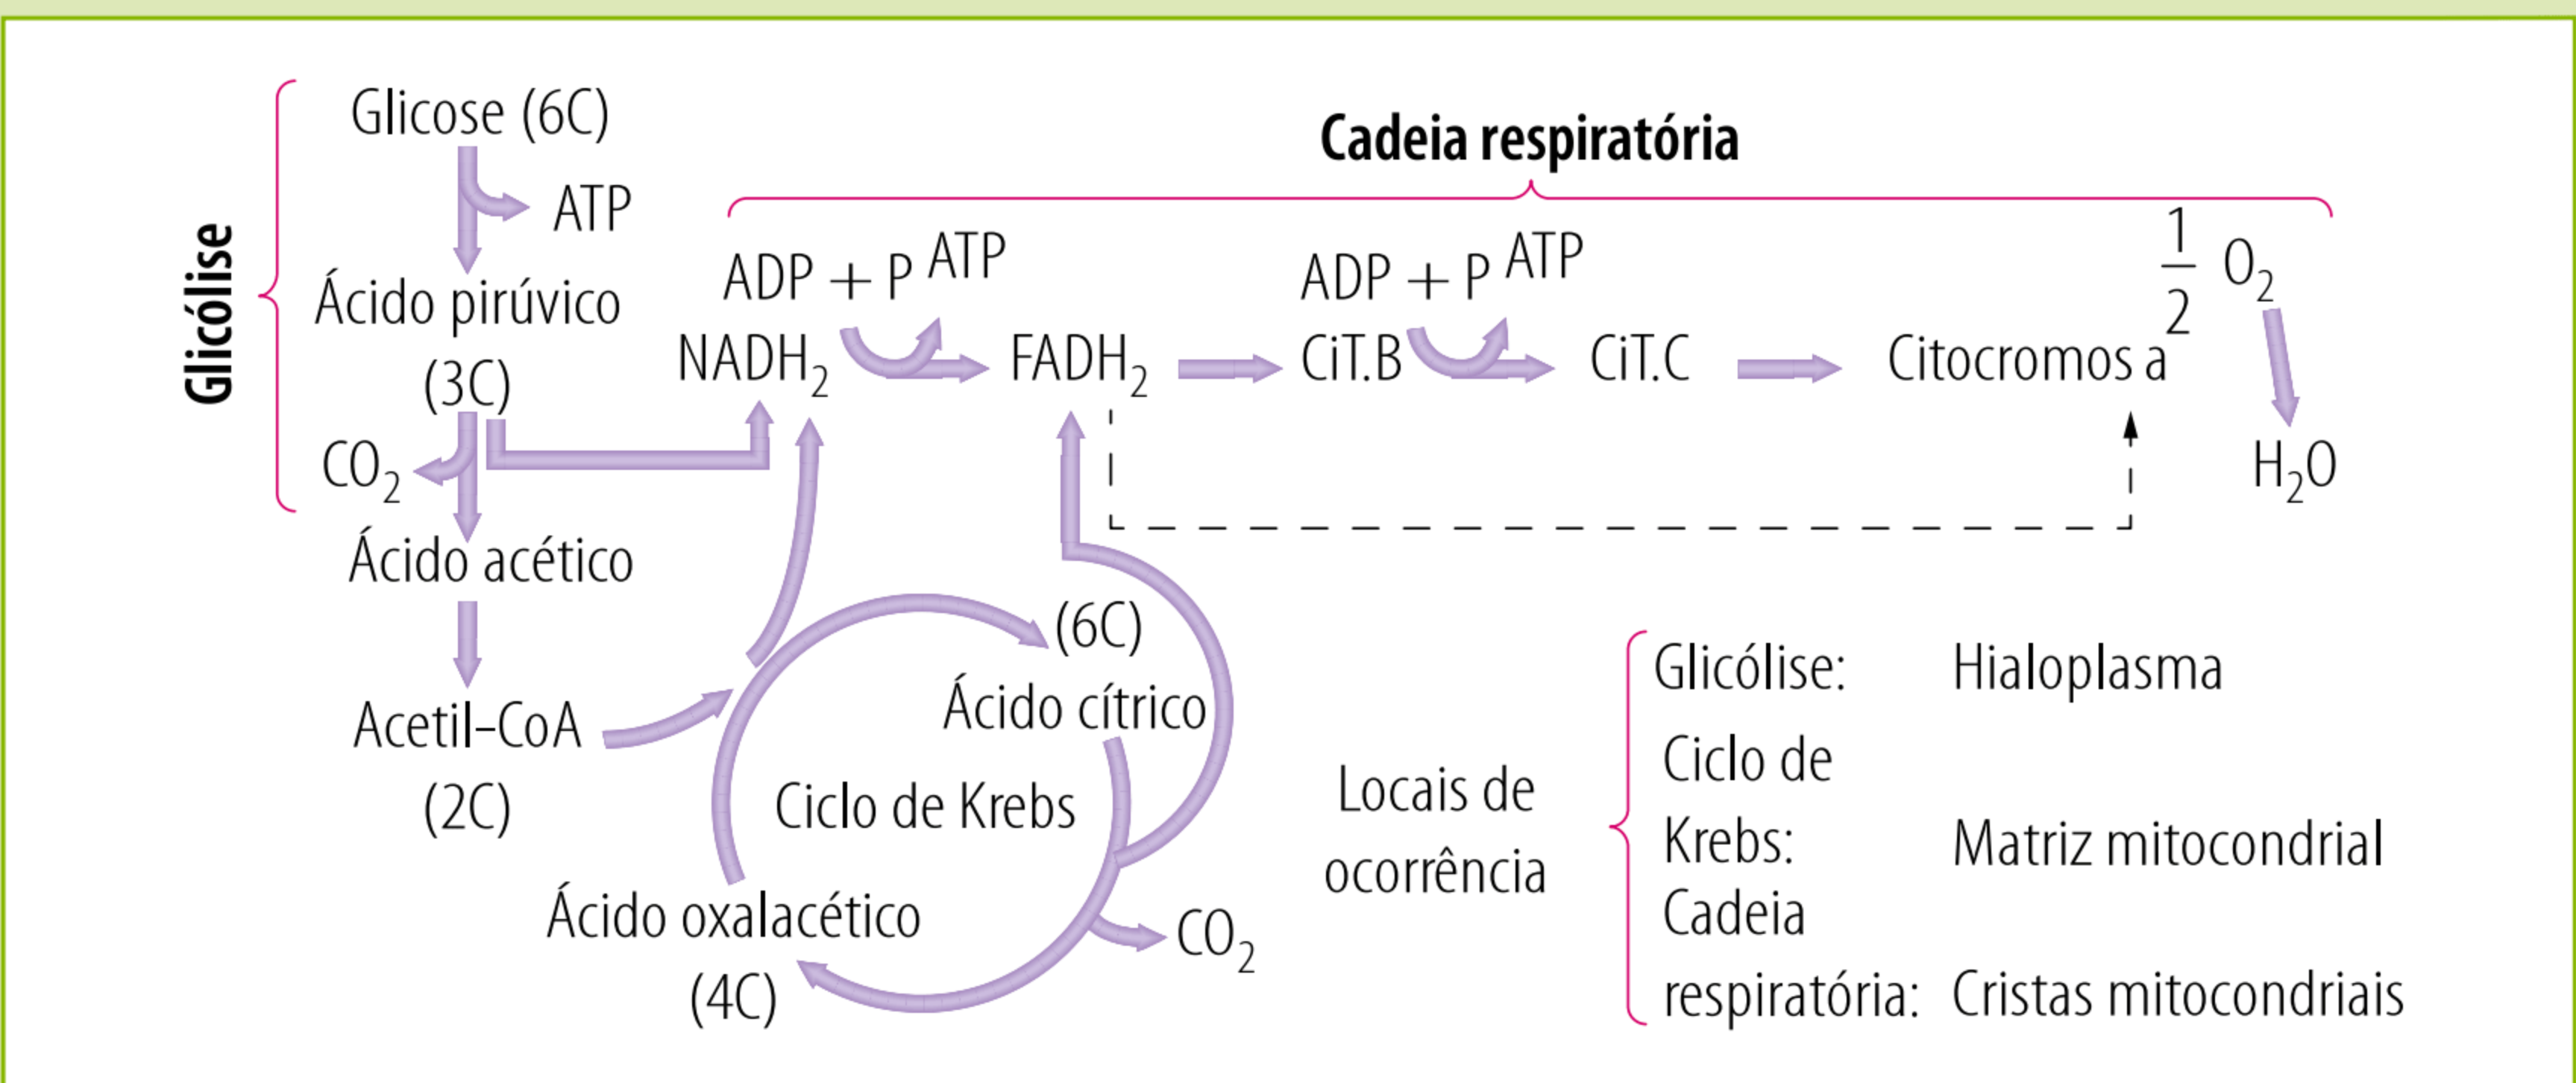 Glicólise
Glicose (6C)
ATP
Ácido pirúvico
(3C)
CO2
Ácido acético
Acetil–CoA
(2C)
Cadeia respiratória
ADP + P ATP
NADH2
FADH2
ADP + P ATP
CiT.B
CiT.C
Citocromos a
1/2 O2
H2O
(6C)
Ácido cítrico
Ciclo de Krebs
Ácido oxalacético
(4C)
CO2
Locais de
ocorrência
Glicólise: Hialoplasma
Ciclo de
Krebs: Matriz mitocondrial
Cadeia
respiratória: Cristas mitocondriais